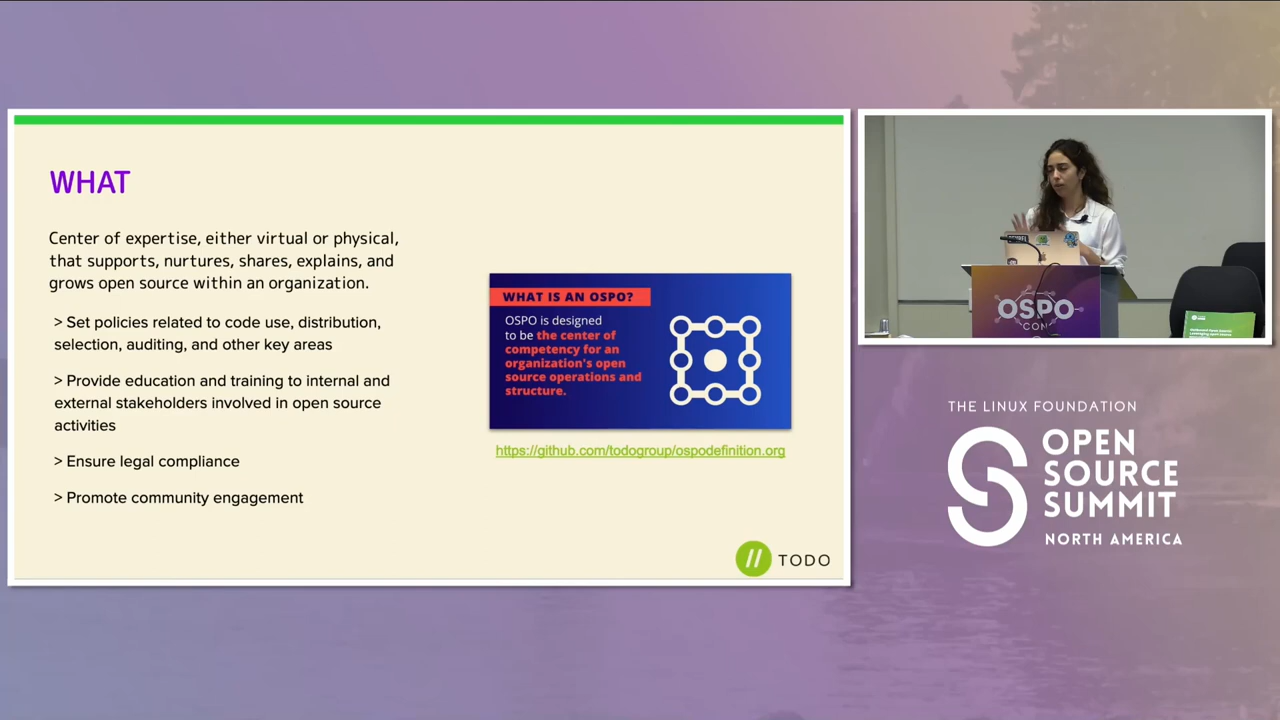 WHAT
Center of expertise, either virtual or physical,
that supports, nurtures, shares, explains, and
grows open source within an organization.
> Set policies related to code use, distribution,
selection, auditing, and other key areas
> Provide education and training to internal and
external stakeholders involved in open source
activities
> Ensure legal compliance
> Promote community engagement
WHAT IS AN OSPO?
OSPO is designed
to be the center of
competency for an
organization's open
source operations and
structure.
https://github.com/todogroup/ospodefinition.org
// TODO
OSPO
CON
THE LINUX FOUNDATION
OPEN
SOURCE
SUMMIT
NORTH AMERICA